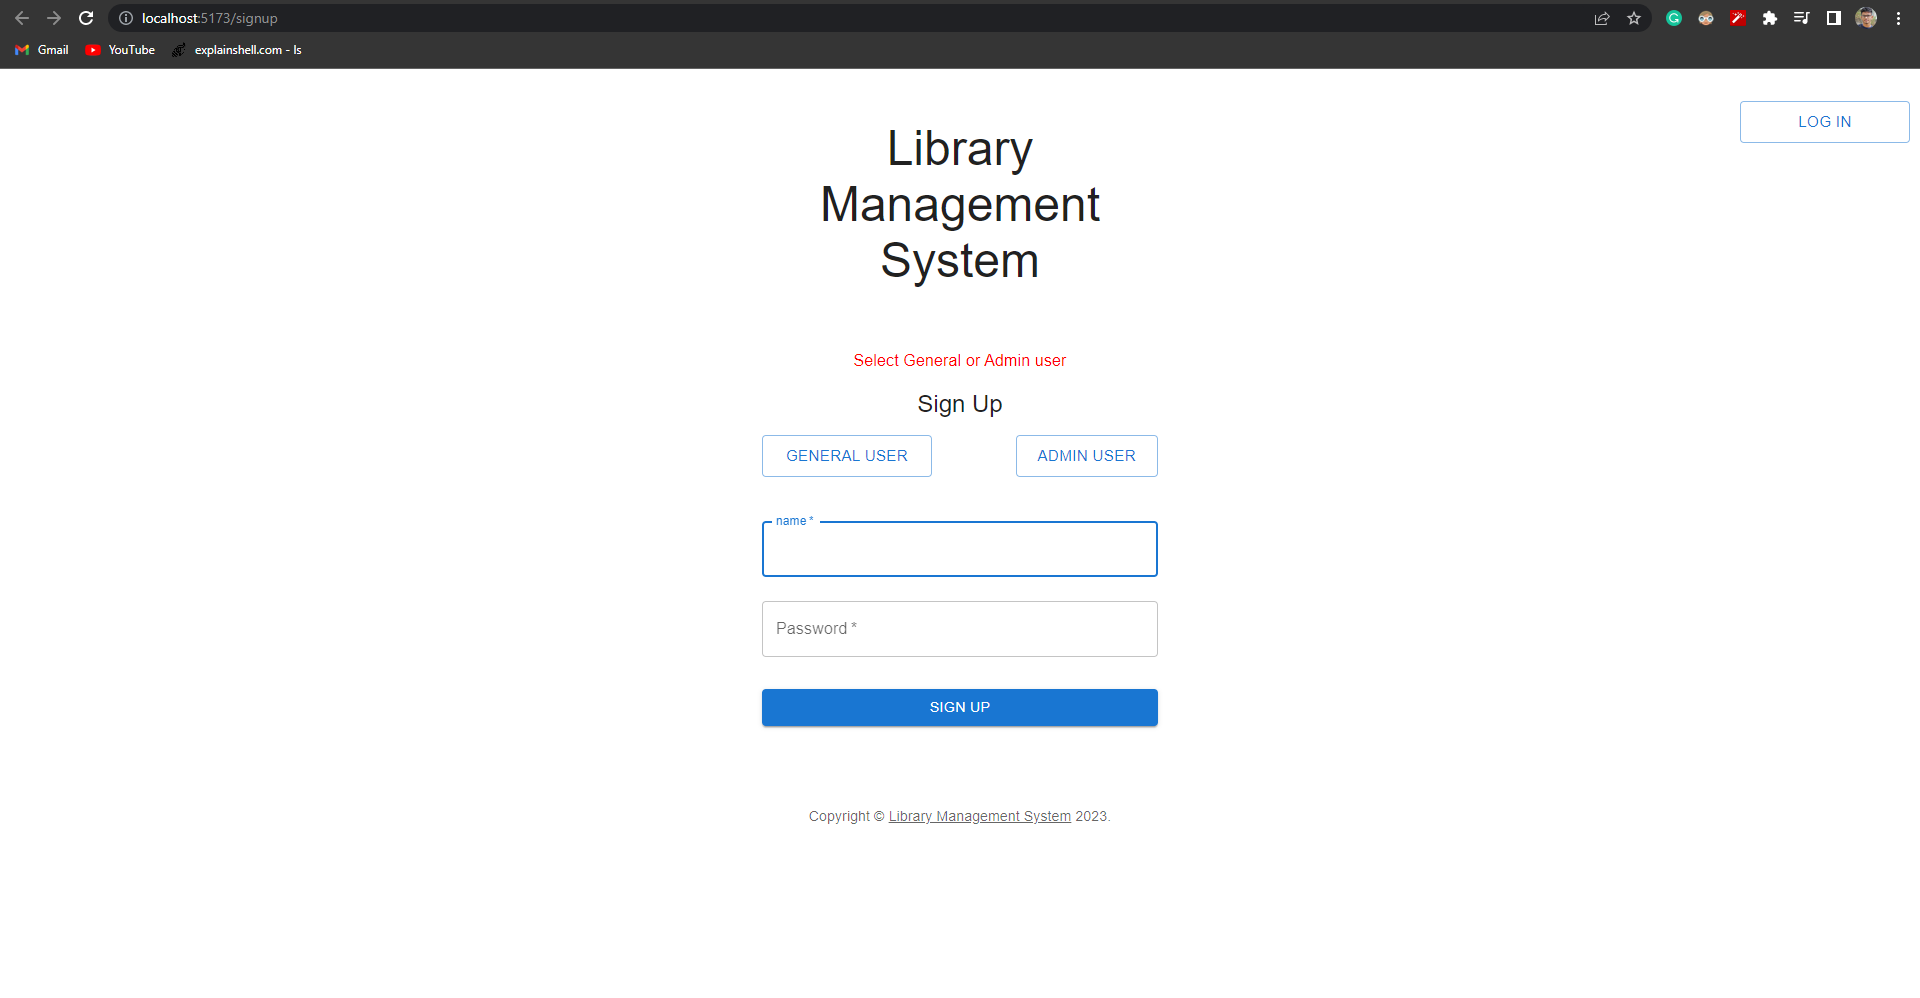 localhost:5173/signup
Gmail YouTube explainshell.com - ls
LOG IN
Library
Management
System
Select General or Admin user
Sign Up
GENERAL USER ADMIN USER
name *
Password *
SIGN UP
Copyright © Library Management System 2023.